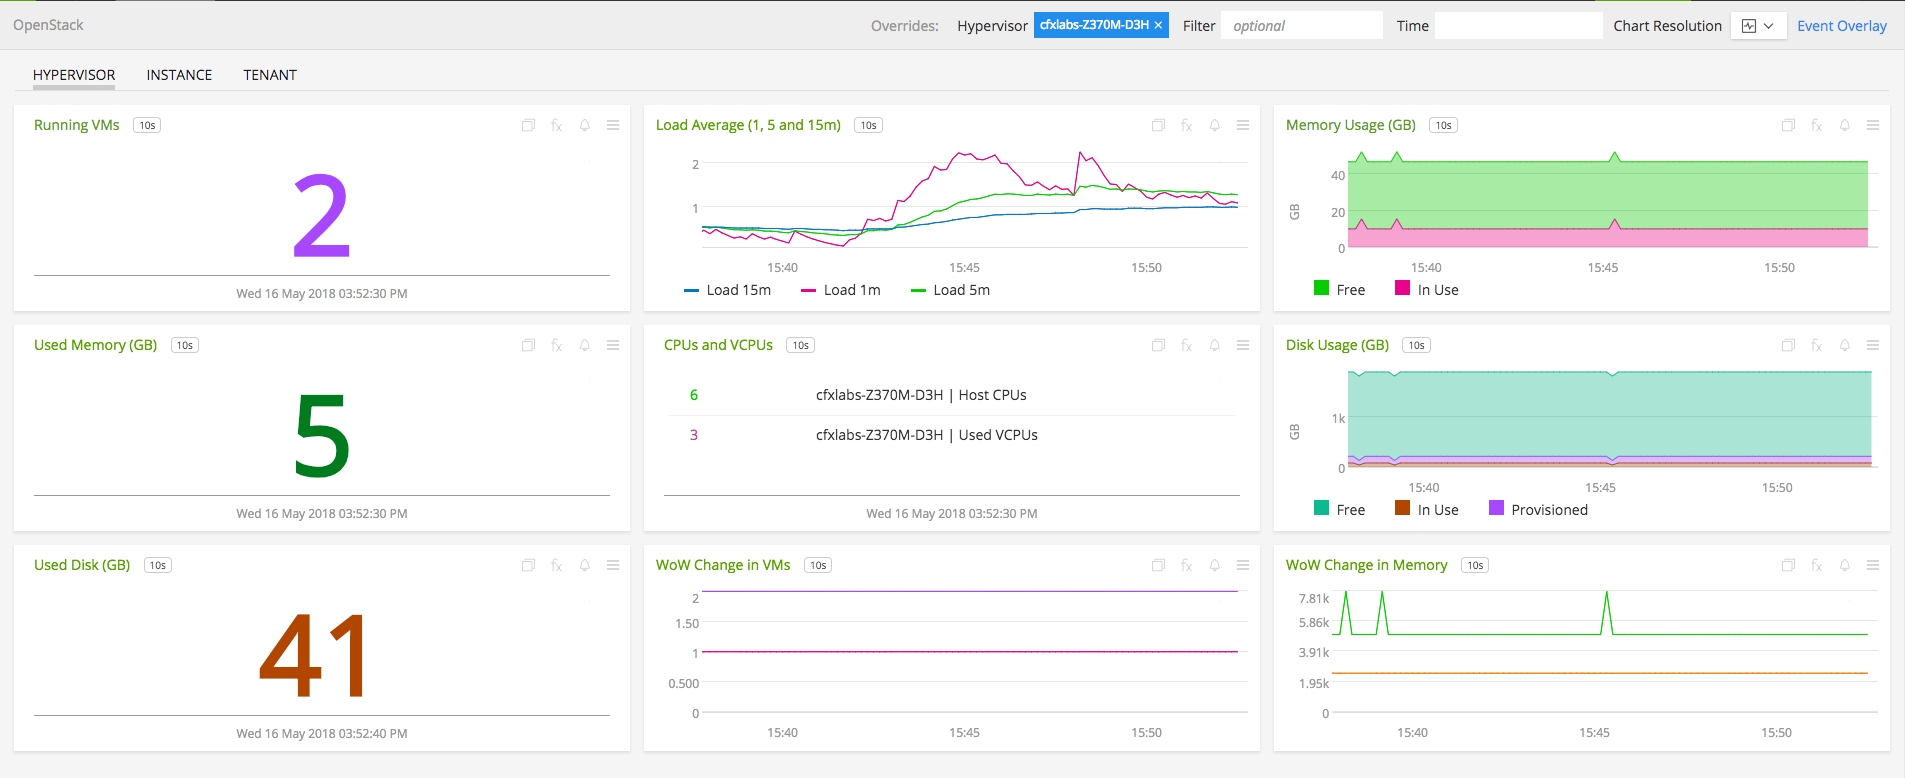 OpenStack
Overrides: Hypervisor cfxlabs-Z370M-D3H × Filter optional Time Chart Resolution Event Overlay
HYPERVISOR INSTANCE TENANT
Running VMs 10s fx
2
Wed 16 May 2018 03:52:30 PM
Load Average (1, 5 and 15m) 10s fx
2
1
15:40 15:45 15:50
Load 15m Load 1m Load 5m
Memory Usage (GB) 10s fx
GB
40
20
0
15:40 15:45 15:50
Free In Use
Used Memory (GB) 10s fx
5
Wed 16 May 2018 03:52:30 PM
CPUs and VCPUs 10s fx
6 cfxlabs-Z370M-D3H | Host CPUs
3 cfxlabs-Z370M-D3H | Used VCPUs
Wed 16 May 2018 03:52:30 PM
Disk Usage (GB) 10s fx
GB
1k
0
15:40 15:45 15:50
Free In Use Provisioned
Used Disk (GB) 10s fx
41
Wed 16 May 2018 03:52:40 PM
WoW Change in VMs 10s fx
2
1.50
1
0.500
0
15:40 15:45 15:50
WoW Change in Memory 10s fx
7.81k
5.86k
3.91k
1.95k
0
15:40 15:45 15:50